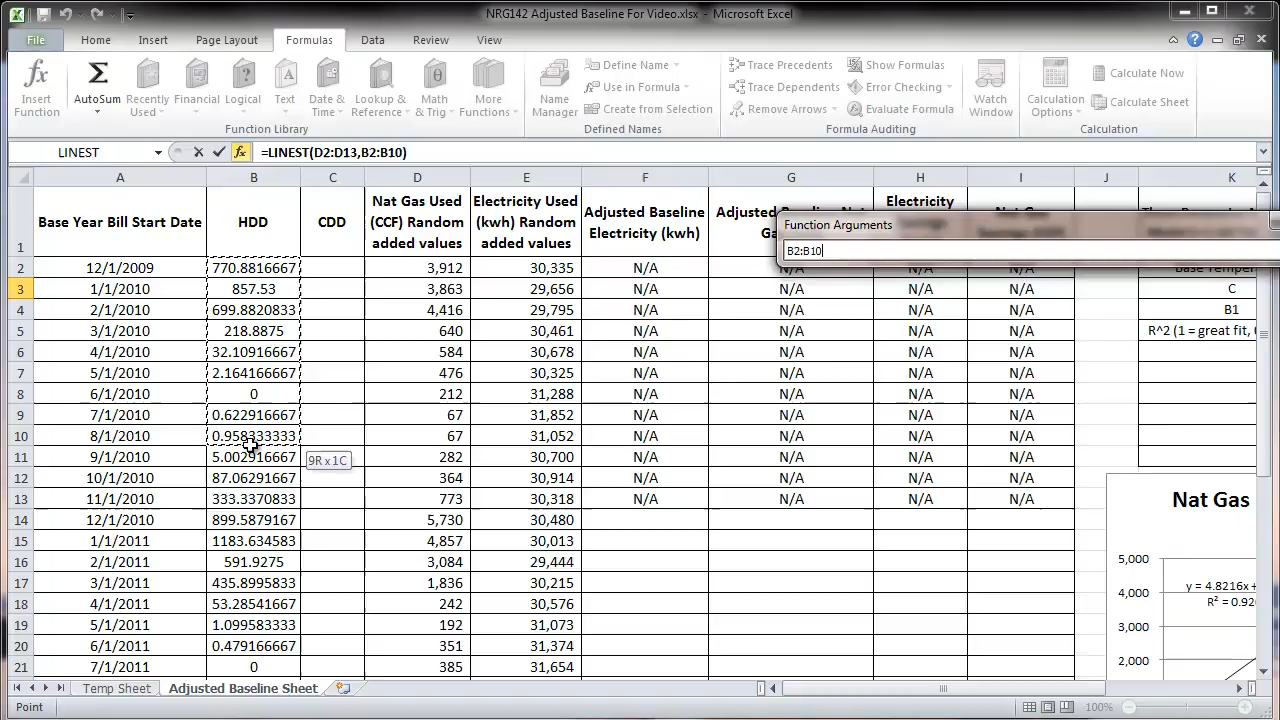 NRG142 Adjusted Baseline For Video.xlsx - Microsoft Excel
File Home Insert Page Layout Formulas Data Review View
Insert Function
AutoSum
Recently Used
Financial
Logical
Text
Date & Time
Lookup & Reference
Math & Trig
More Functions
Function Library
Name Manager
Define Name
Use in Formula
Create from Selection
Defined Names
Trace Precedents
Trace Dependents
Remove Arrows
Show Formulas
Error Checking
Evaluate Formula
Formula Auditing
Watch Window
Calculation Options
Calculate Now
Calculate Sheet
Calculation
LINEST =LINEST(D2:D13,B2:B10)
A B C D E F G H I J K
1 Base Year Bill Start Date HDD CDD Nat Gas Used (CCF) Random added values Electricity Used (kwh) Random added values Adjusted Baseline Electricity (kwh) Electricity
Function Arguments
B2:B10
2 12/1/2009 770.8816667 3,912 30,335 N/A N/A N/A N/A
3 1/1/2010 857.53 3,863 29,656 N/A N/A N/A N/A C
4 2/1/2010 699.8820833 4,416 29,795 N/A N/A N/A N/A B1
5 3/1/2010 218.8875 640 30,461 N/A N/A N/A N/A R^2 (1 = great fit,
6 4/1/2010 32.10916667 584 30,678 N/A N/A N/A N/A
7 5/1/2010 2.164166667 476 30,325 N/A N/A N/A N/A
8 6/1/2010 0 212 31,288 N/A N/A N/A N/A
9 7/1/2010 0.622916667 67 31,852 N/A N/A N/A N/A
10 8/1/2010 0.958333333 67 31,052 N/A N/A N/A N/A
11 9/1/2010 5.002916667 282 30,700 N/A N/A N/A N/A
9R x 1C
12 10/1/2010 87.06291667 364 30,914 N/A N/A N/A N/A
13 11/1/2010 333.3370833 773 30,318 N/A N/A N/A N/A
14 12/1/2010 899.5879167 5,730 30,480
15 1/1/2011 1183.634583 4,857 30,013
16 2/1/2011 591.9275 3,084 29,444
17 3/1/2011 435.8995833 1,836 30,215
18 4/1/2011 53.28541667 242 30,576
19 5/1/2011 1.099583333 192 31,073
20 6/1/2011 0.479166667 351 31,374
21 7/1/2011 0 385 31,654
Nat Gas
5,000
4,000
3,000
2,000
y = 4.8216x +
R² = 0.92
Temp Sheet Adjusted Baseline Sheet
Point 100%